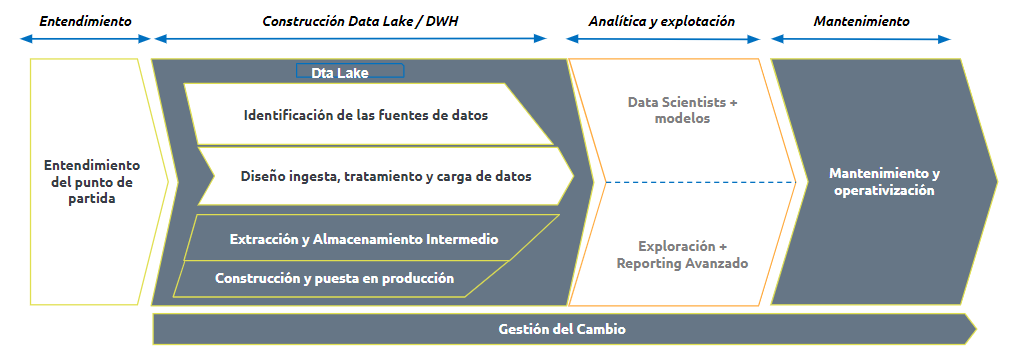 Entendimiento
Construcción Data Lake / DWH
Analítica y explotación
Mantenimiento
Dta Lake
Identificación de las fuentes de datos
Entendimiento
del punto de
partida
Diseño ingesta, tratamiento y carga de datos
Extracción y Almacenamiento Intermedio
Construcción y puesta en producción
Data Scientists +
modelos
Exploración +
Reporting Avanzado
Mantenimiento y
operativización
Gestión del Cambio